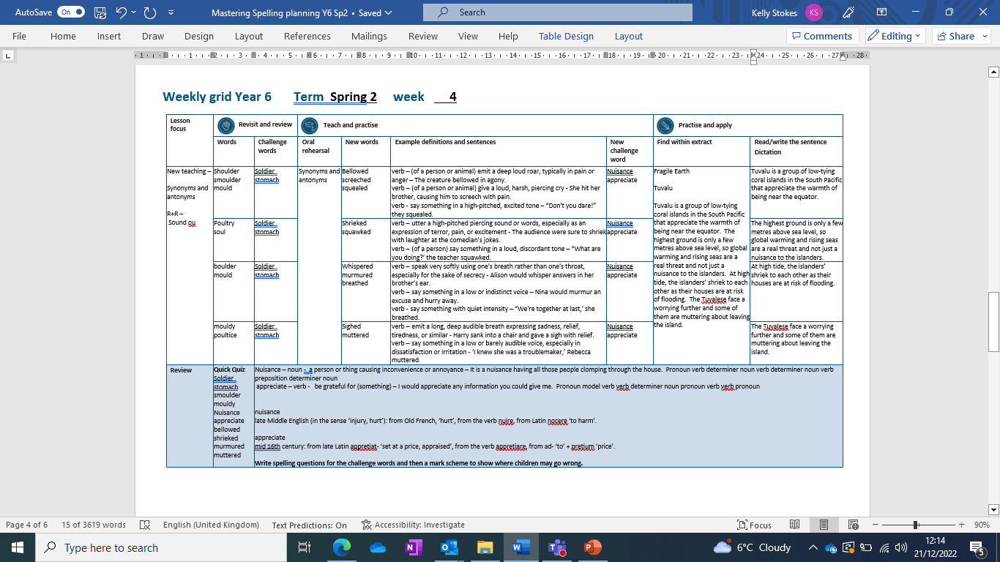 AutoSave On Mastering Spelling planning Y6 Sp2 • Saved Search Kelly Stokes KS
File Home Insert Draw Design Layout References Mailings Review View Help Table Design Layout Comments Editing Share
Weekly grid Year 6 Term Spring 2 week 4
Lesson focus
Revisit and review
Teach and practise
Practise and apply
Words
Challenge words
Oral rehearsal
New words
Example definitions and sentences
New challenge word
Find within extract
Read/write the sentence
Dictation
New teaching –
Synonyms and
antonyms
R+R –
Sound ou
Shoulder
smoulder
mould
Soldier
stomach
Synonyms and
antonyms
Bellowed
screeched
squealed
verb – (of a person or animal) emit a deep loud roar, typically in pain or
anger – The creature bellowed in agony.
verb – (of a person or animal) give a loud, harsh, piercing cry - She hit her
brother, causing him to screech with pain.
verb - say something in a high-pitched, excited tone – “Don't you dare!”
they squealed.
Nuisance
appreciate
Fragile Earth
Tuvalu
Tuvalu is a group of low-tying
coral islands in the South Pacific
that appreciate the warmth of
being near the equator. The
highest ground is only a few
metres above sea level, so global
warming and rising seas are a
real threat and not just a
nuisance to the islanders. At high
tide, the islanders’ shriek to each
other as their houses are at risk
of flooding. The Tuvalese face a
worrying further and some of
them are muttering about leaving
the island.
Tuvalu is a group of low-tying
coral islands in the South Pacific
that appreciate the warmth of
being near the equator.
Poultry
soul
Soldier
stomach
Shrieked
squawked
verb – utter a high-pitched piercing sound or words, especially as an
expression of terror, pain, or excitement - The audience were sure to shriek
with laughter at the comedian’s jokes.
verb – (of a person) say something in a loud, discordant tone – “What are
you doing?’ the teacher squawked.
Nuisance
appreciate
The highest ground is only a few
metres above sea level, so
global warming and rising seas
are a real threat and not just a
nuisance to the islanders.
boulder
mould
Soldier
stomach
Whispered
murmured
breathed
verb – speak very softly using one's breath rather than one's throat,
especially for the sake of secrecy - Alison would whisper answers in her
brother’s ear.
verb - say something in a low or indistinct voice – Nina would murmur an
excuse and hurry away.
verb - say something with quiet intensity – “We're together at last,’ she
breathed.
Nuisance
appreciate
At high tide, the islanders’
shriek to each other as their
houses are at risk of flooding.
mouldy
poultice
Soldier
stomach
Sighed
muttered
verb – emit a long, deep audible breath expressing sadness, relief,
tiredness, or similar - Harry sank into a chair and gave a sigh with relief.
verb – say something in a low or barely audible voice, especially in
dissatisfaction or irritation - ‘I knew she was a troublemaker,’ Rebecca
muttered.
Nuisance
appreciate
The Tuvalese face a worrying
further and some of them are
muttering about leaving the
island.
Review
Quick Quiz
Soldier
stomach
smoulder
mouldy
Nuisance
appreciate
bellowed
shrieked
murmured
muttered
Nuisance – noun - a person or thing causing inconvenience or annoyance – It is a nuisance having all those people clomping through the house. Pronoun verb determiner noun verb determiner noun verb
preposition determiner noun
appreciate – verb - be grateful for (something) – I would appreciate any information you could give me. Pronoun model verb verb determiner noun pronoun verb verb pronoun
nuisance
late Middle English (in the sense ‘injury, hurt’): from Old French, ‘hurt’, from the verb nuire, from Latin nocere ‘to harm’.
appreciate
mid 16th century: from late Latin appretiat- ‘set at a price, appraised’, from the verb appretiare, from ad- ‘to’ + pretium ‘price’.
Write spelling questions for the challenge words and then a mark scheme to show where children may go wrong.
Page 4 of 6 15 of 3619 words English (United Kingdom) Text Predictions: On Accessibility: Investigate Focus 90%
Type here to search 6°C Cloudy 12:14
21/12/2022 5